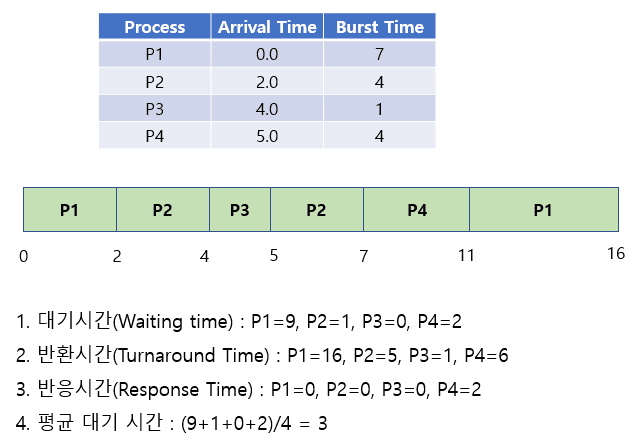 Process Arrival Time Burst Time
P1 0.0 7
P2 2.0 4
P3 4.0 1
P4 5.0 4
P1 P2 P3 P2 P4 P1
0 2 4 5 7 11 16
1. 대기시간(Waiting time) : P1=9, P2=1, P3=0, P4=2
2. 반환시간(Turnaround Time) : P1=16, P2=5, P3=1, P4=6
3. 반응시간(Response Time) : P1=0, P2=0, P3=0, P4=2
4. 평균 대기 시간 : (9+1+0+2)/4 = 3